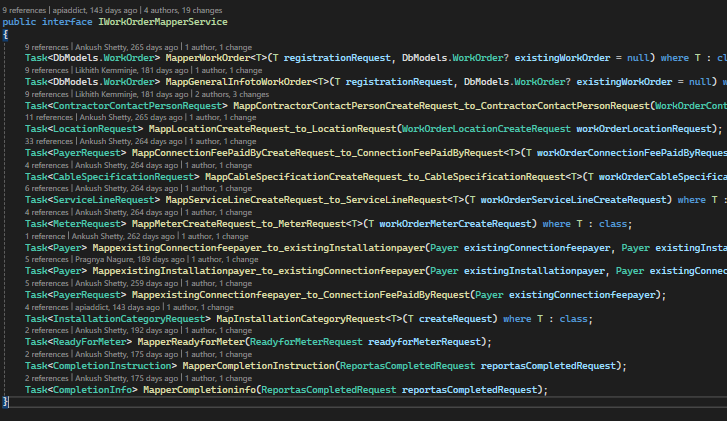 9 references | apiaddict, 143 days ago | 4 authors, 19 changes
public interface IWorkOrderMapperService
{
9 references | Ankush Shetty, 265 days ago | 1 author, 1 change
Task<DbModels.WorkOrder> MapperWorkOrder<T>(T registrationRequest, DbModels.WorkOrder? existingWorkOrder = null) where T : cl
9 references | Likhith Kemminje, 181 days ago | 1 author, 1 change
Task<DbModels.WorkOrder> MappGeneralInfotoWorkOrder<T>(T registrationRequest, DbModels.WorkOrder? existingWorkOrder = null) w
9 references | Likhith Kemminje, 181 days ago | 2 authors, 3 changes
Task<ContractorContactPersonRequest> MappContractorContactPersonCreateRequest_to_ContractorContactPersonRequest(WorkOrderCont
11 references | Ankush Shetty, 265 days ago | 1 author, 1 change
Task<LocationRequest> MappLocationCreateRequest_to_LocationRequest(WorkOrderLocationCreateRequest workOrderLocationRequest);
33 references | Ankush Shetty, 264 days ago | 1 author, 1 change
Task<PayerRequest> MappConnectionFeePaidByCreateRequest_to_ConnectionFeePaidByRequest<T>(T workOrderConnectionFeePaidByReques
4 references | Ankush Shetty, 264 days ago | 1 author, 1 change
Task<CableSpecificationRequest> MappCableSpecificationCreateRequest_to_CableSpecificationRequest<T>(T workOrderCableSpecifica
6 references | Ankush Shetty, 264 days ago | 1 author, 1 change
Task<ServiceLineRequest> MappServiceLineCreateRequest_to_ServiceLineRequest<T>(T workOrderServiceLineCreateRequest) where T :
4 references | Ankush Shetty, 264 days ago | 1 author, 1 change
Task<MeterRequest> MappMeterCreateRequest_to_MeterRequest<T>(T workOrderMeterCreateRequest) where T : class;
1 reference | Ankush Shetty, 262 days ago | 1 author, 1 change
Task<Payer> Mappexisting​Connectionfeepayer_to_existingInstallationpayer(Payer existingConnectionfeepayer, Payer existingInsta
5 references | Pragnya Nagure, 189 days ago | 1 author, 1 change
Task<Payer> MappexistingInstallationpayer_to_existingConnectionfeepayer(Payer existingInstallationpayer, Payer existingConnec
5 references | Ankush Shetty, 259 days ago | 1 author, 1 change
Task<PayerRequest> MappexistingConnectionfeepayer_to_ConnectionFeePaidByRequest(Payer existingConnectionfeepayer);
4 references | apiaddict, 143 days ago | 1 author, 1 change
Task<InstallationCategoryRequest> MapInstallationCategoryRequest<T>(T createRequest) where T : class;
2 references | Ankush Shetty, 192 days ago | 1 author, 1 change
Task<ReadyForMeter> MapperReadyforMeter(ReadyforMeterRequest readyforMeterRequest);
2 references | Ankush Shetty, 175 days ago | 1 author, 1 change
Task<CompletionInstruction> MapperCompletionInstruction(ReportasCompletedRequest reportasCompletedRequest);
2 references | Ankush Shetty, 175 days ago | 1 author, 1 change
Task<CompletionInfo> MapperCompletioninfo(ReportasCompletedRequest reportasCompletedRequest);
}